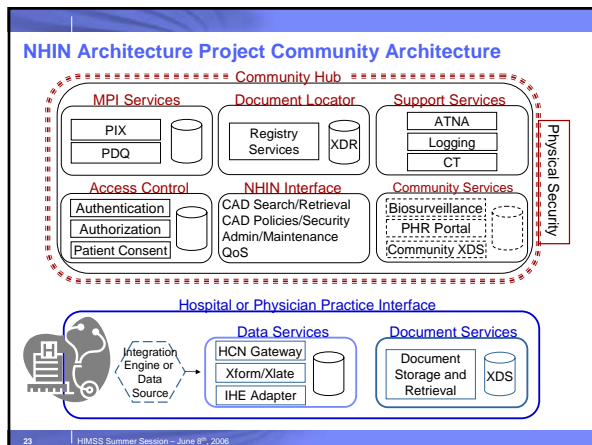 NHIN Architecture Project Community Architecture
Community Hub
MPI Services
PIX
PDQ
Document Locator
Registry
Services
XDR
Support Services
ATNA
Logging
CT
Physical Security
Access Control
Authentication
Authorization
Patient Consent
NHIN Interface
CAD Search/Retrieval
CAD Policies/Security
Admin/Maintenance
QoS
Community Services
Biosurveillance
PHR Portal
Community XDS
Hospital or Physician Practice Interface
H
Integration
Engine or
Data
Source
Data Services
HCN Gateway
Xform/Xlate
IHE Adapter
Document Services
Document
Storage and
Retrieval
XDS
23 HIMSS Summer Session – June 8th, 2006